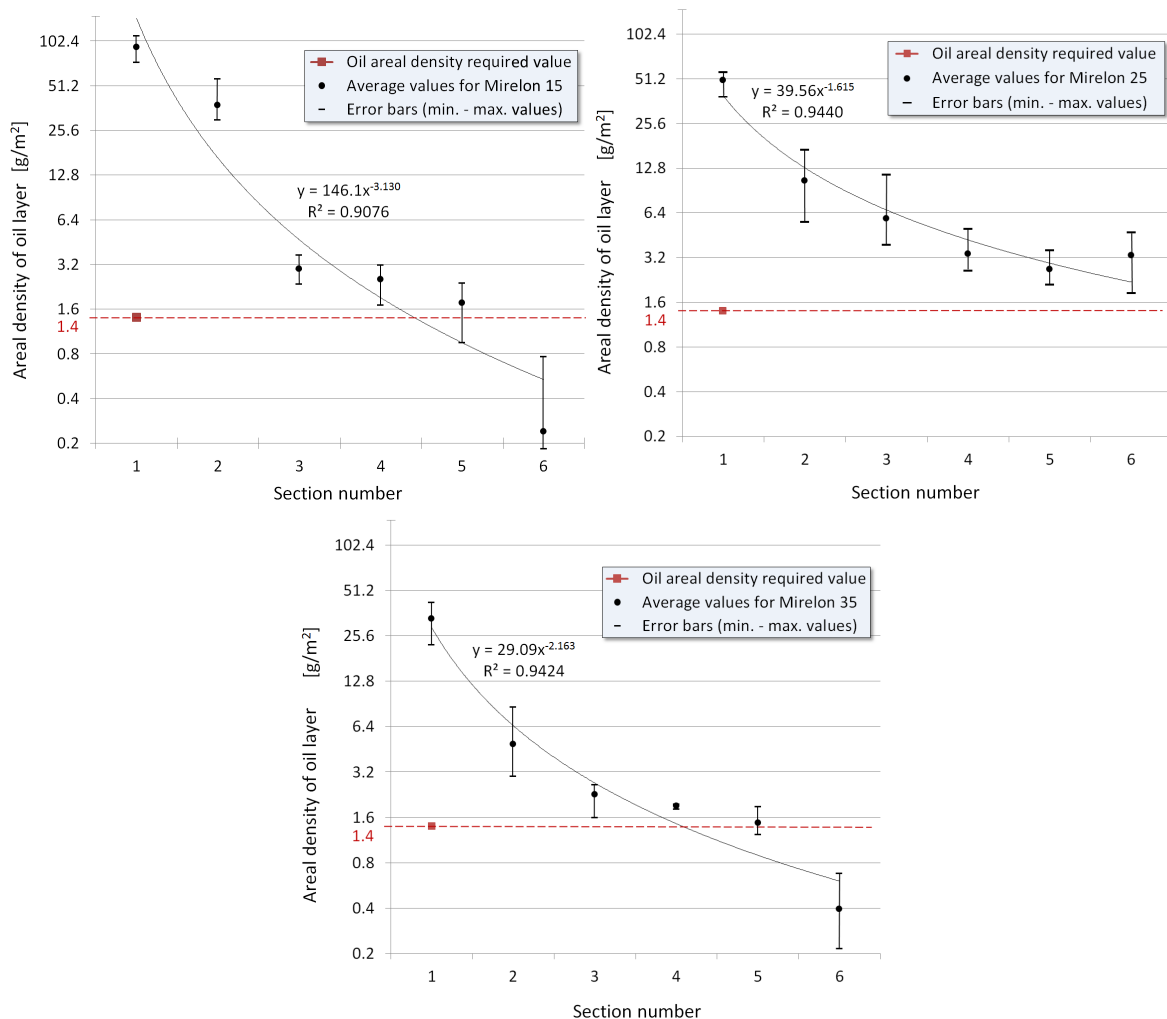 Areal density of oil layer [g/m²]
102.4
51.2
25.6
12.8
6.4
3.2
1.6
1.4
0.8
0.4
0.2
Oil areal density required value
Average values for Mirelon 15
Error bars (min. - max. values)
y = 146.1x^-3.130
R² = 0.9076
1 2 3 4 5 6
Section number
Areal density of oil layer [g/m²]
102.4
51.2
25.6
12.8
6.4
3.2
1.6
1.4
0.8
0.4
0.2
Oil areal density required value
Average values for Mirelon 25
Error bars (min. - max. values)
y = 39.56x^-1.615
R² = 0.9440
1 2 3 4 5 6
Section number
Areal density of oil layer [g/m²]
102.4
51.2
25.6
12.8
6.4
3.2
1.6
1.4
0.8
0.4
0.2
Oil areal density required value
Average values for Mirelon 35
Error bars (min. - max. values)
y = 29.09x^-2.163
R² = 0.9424
1 2 3 4 5 6
Section number